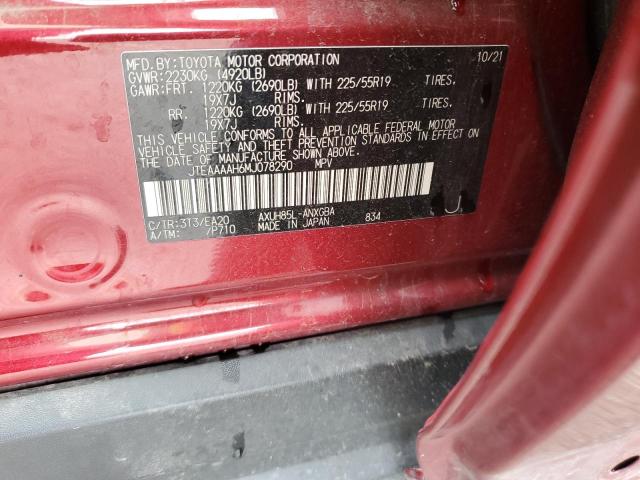 MFD.BY:TOYOTA MOTOR CORPORATION 10/21
GVWR:2230KG (4920LB)
GAWR:FRT. 1220KG (2690LB) WITH 225/55R19 TIRES.
19X7J RIMS.
RR. 1220KG (2690LB) WITH 225/55R19 TIRES.
19X7J RIMS.
THIS VEHICLE CONFORMS TO ALL APPLICABLE FEDERAL MOTOR
VEHICLE SAFETY AND THEFT PREVENTION STANDARDS IN EFFECT ON
THE DATE OF MANUFACTURE SHOWN ABOVE.
JTEAAAAH6MJ078290 MPV
C/TR:3T3/EA20 AXUH85L-ANXGBA
A/TM: /P710 MADE IN JAPAN 834 U